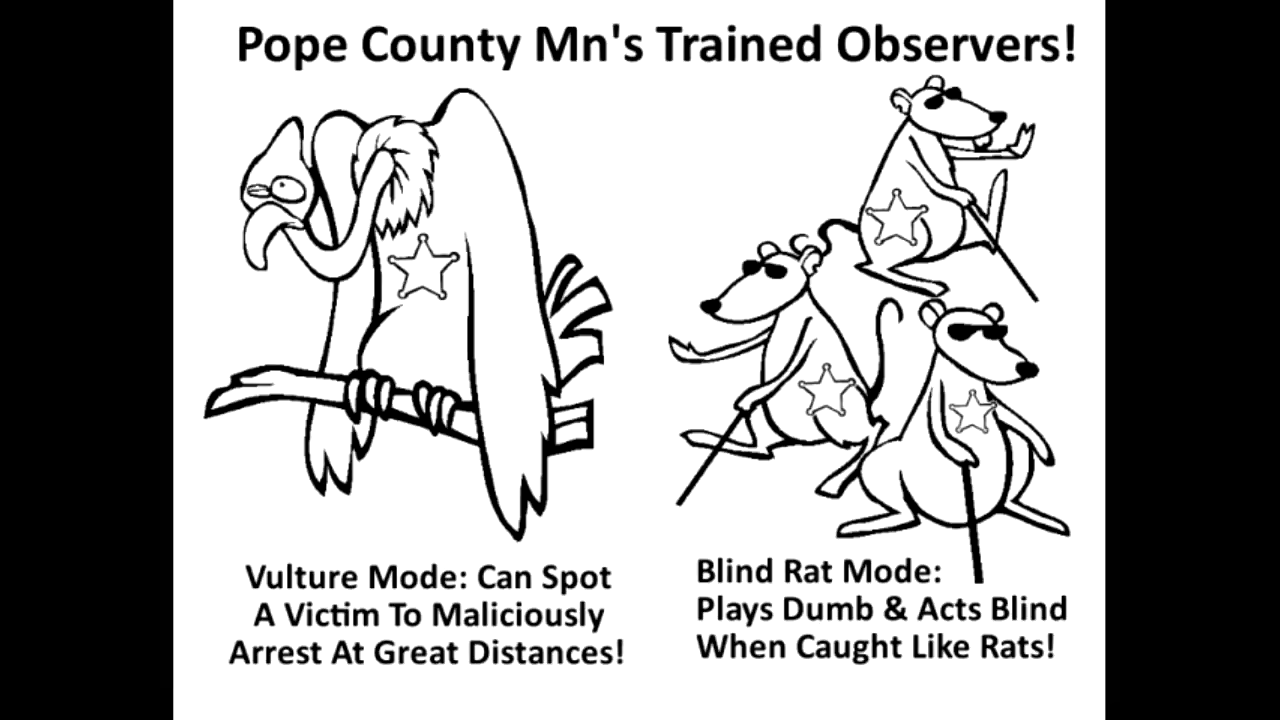 Pope County Mn's Trained Observers!
Vulture Mode: Can Spot
A Victim To Maliciously
Arrest At Great Distances!
Blind Rat Mode:
Plays Dumb & Acts Blind
When Caught Like Rats!